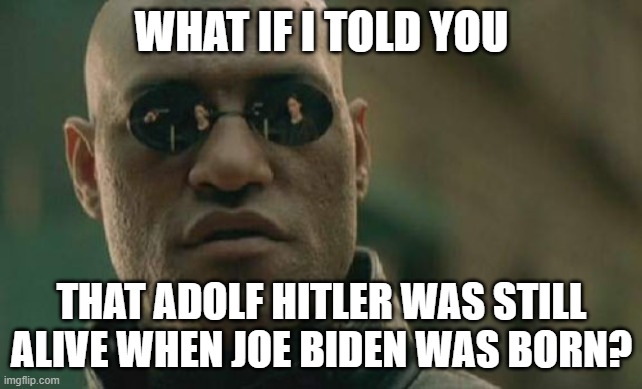 WHAT IF I TOLD YOU
THAT ADOLF HITLER WAS STILL
ALIVE WHEN JOE BIDEN WAS BORN?
imgflip.com